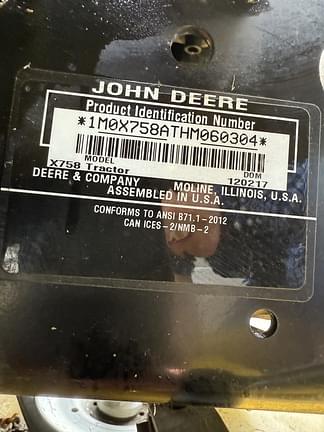 JOHN DEERE
Product Identification Number
*1M0X758ATHM060304*
MODEL DOM
X758 Tractor 120217
DEERE & COMPANY MOLINE, ILLINOIS, U.S.A.
ASSEMBLED IN U.S.A.
CONFORMS TO ANSI B71.1-2012
CAN ICES-2/NMB-2